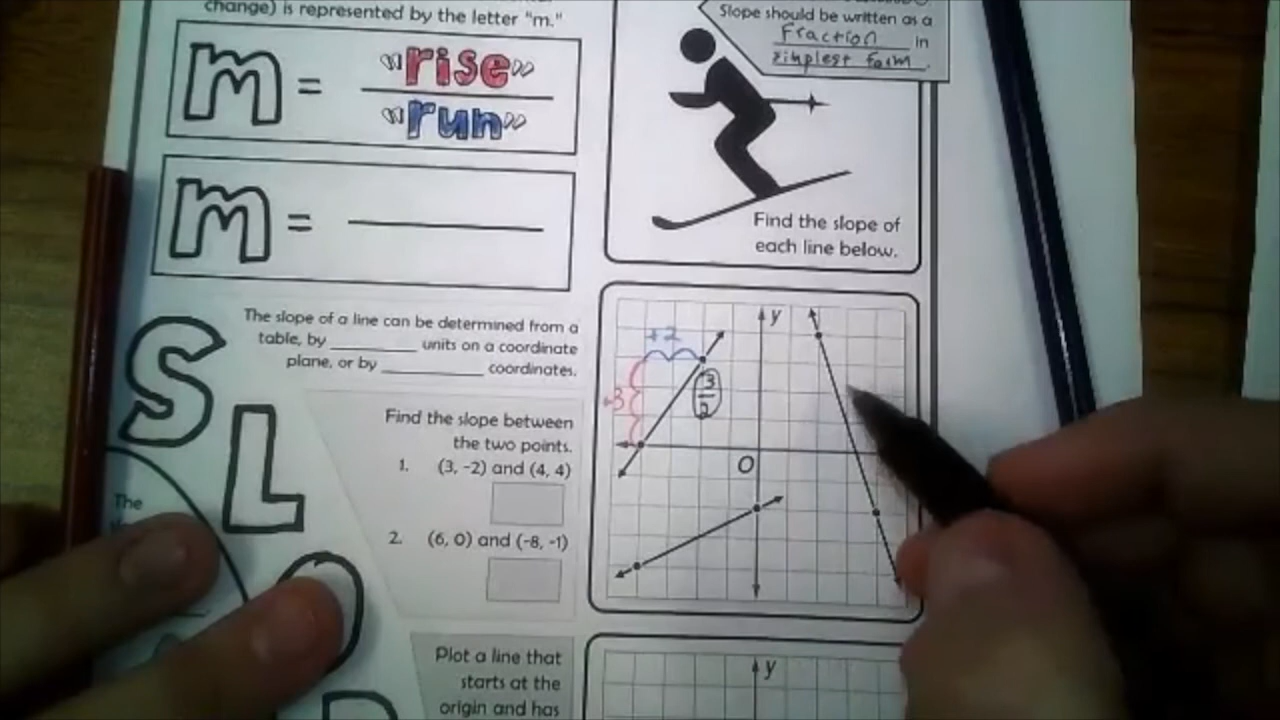 change) is represented by the letter "m."
m = «rise»
«run»
m =
Slope should be written as a
Fraction in
simplest form.
Find the slope of
each line below.
The slope of a line can be determined from a
table, by ________ units on a coordinate
plane, or by __________ coordinates.
+2
y
+3
3
2
O
Find the slope between
the two points.
1. (3, -2) and (4, 4)
2. (6, 0) and (-8, -1)
S
L
O
The
Plot a line that
starts at the
origin and has
y